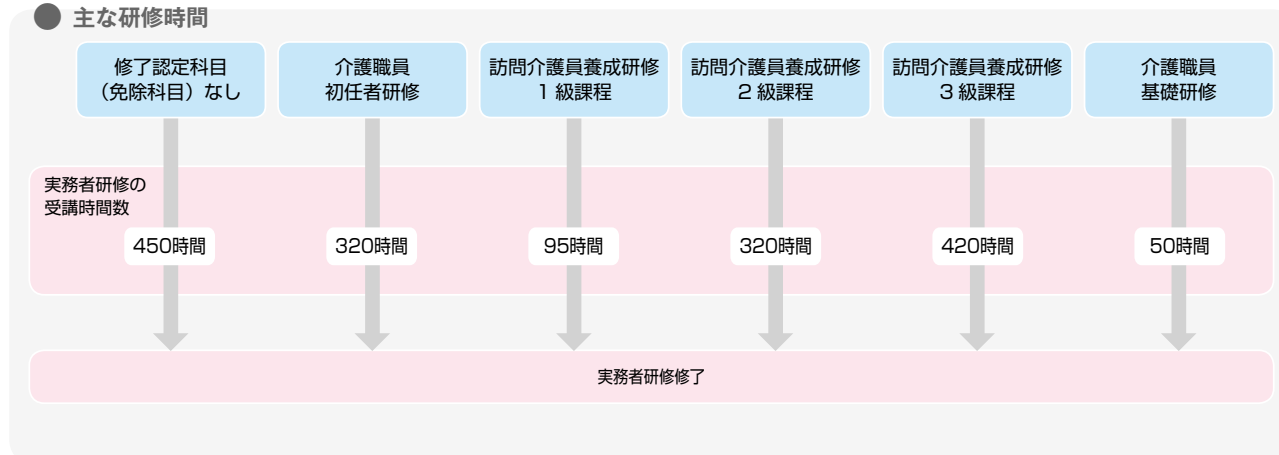 ● 主な研修時間
修了認定科目
（免除科目）なし
介護職員
初任者研修
訪問介護員養成研修
1 級課程
訪問介護員養成研修
2 級課程
訪問介護員養成研修
3 級課程
介護職員
基礎研修
実務者研修の
受講時間数
450時間
320時間
95時間
320時間
420時間
50時間
実務者研修修了